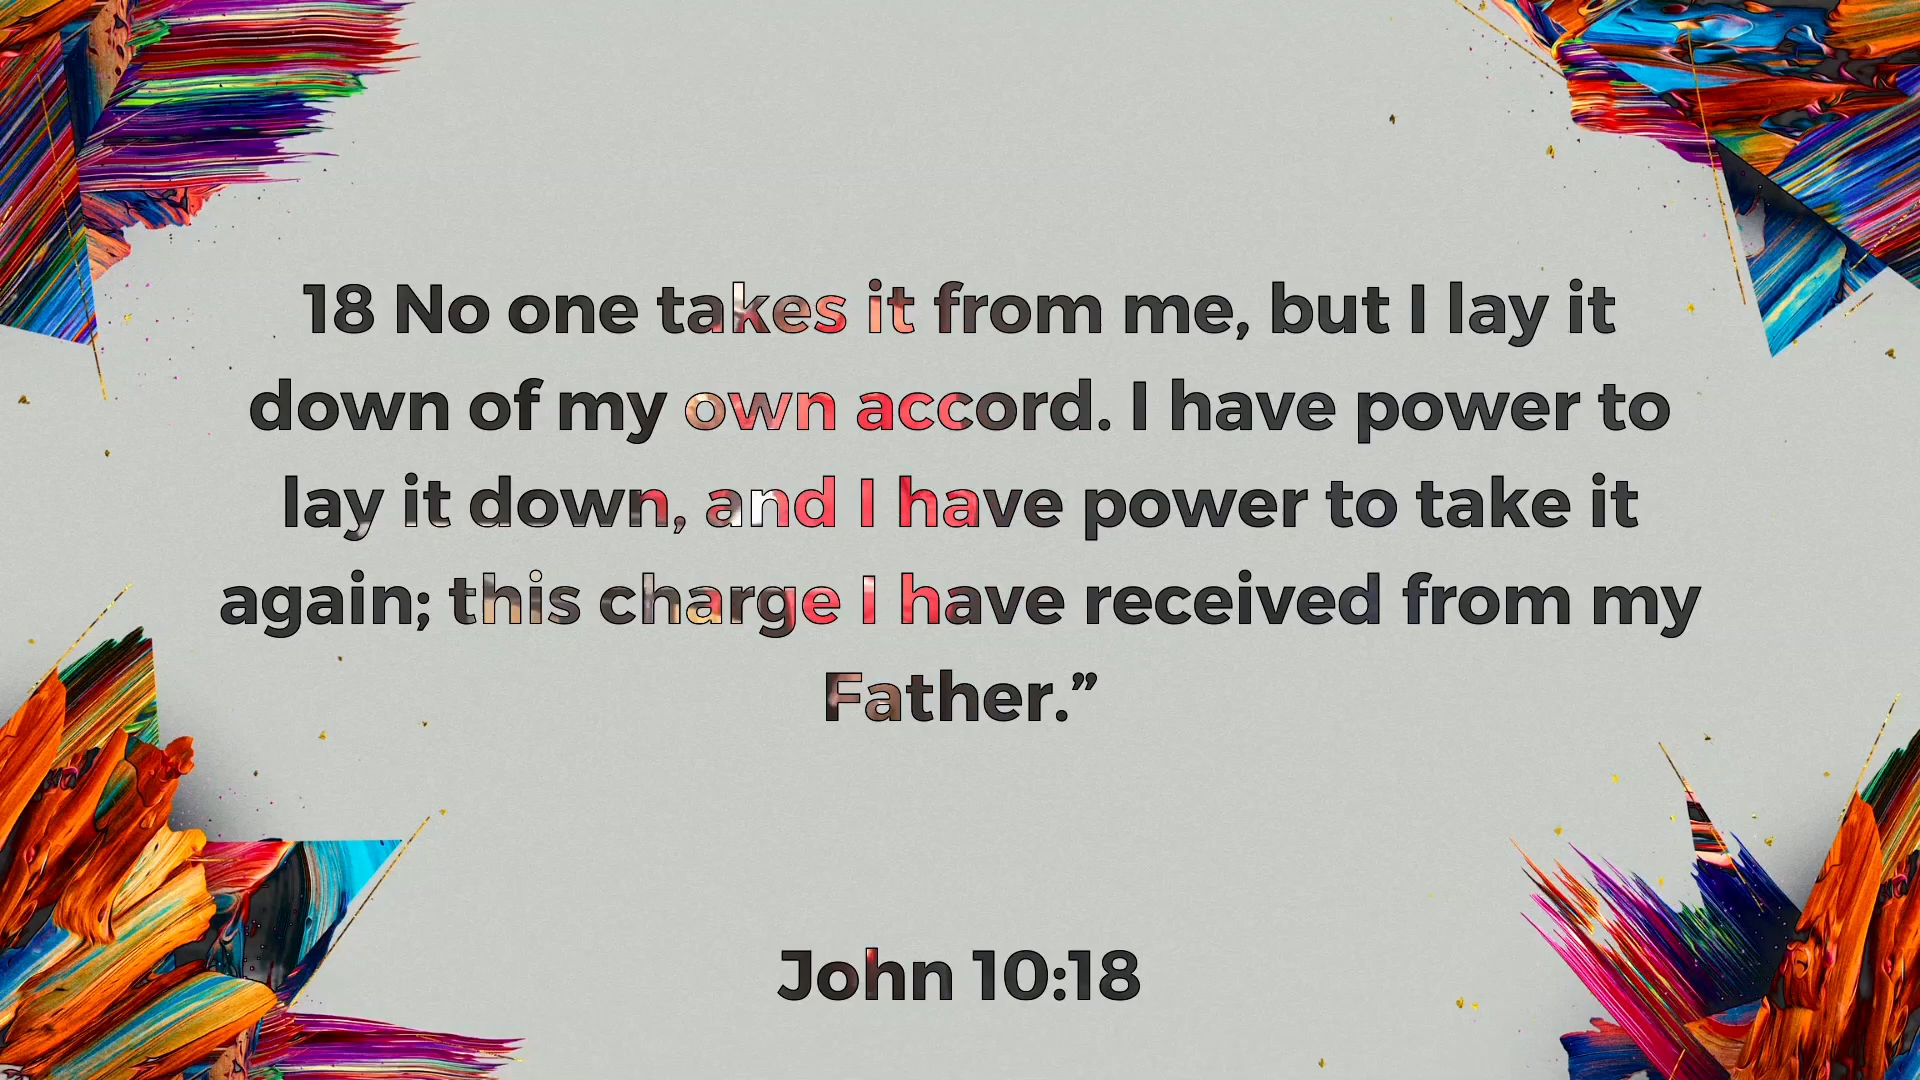 18 No one takes it from me, but I lay it
down of my own accord. I have power to
lay it down, and I have power to take it
again; this charge I have received from my
Father.”
John 10:18